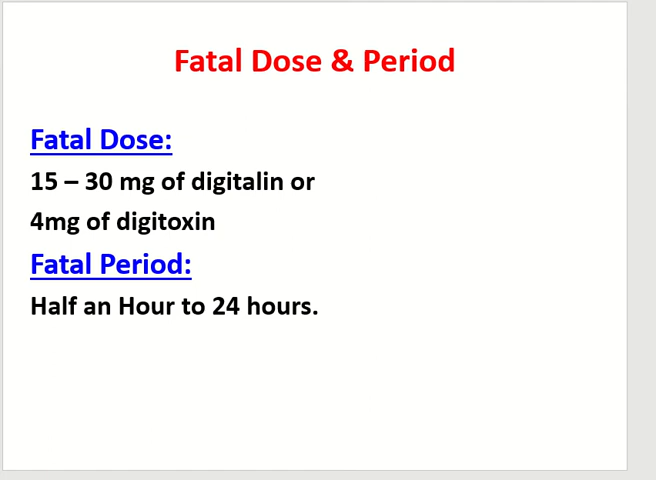 Fatal Dose & Period
Fatal Dose:
15 – 30 mg of digitalin or
4mg of digitoxin
Fatal Period:
Half an Hour to 24 hours.